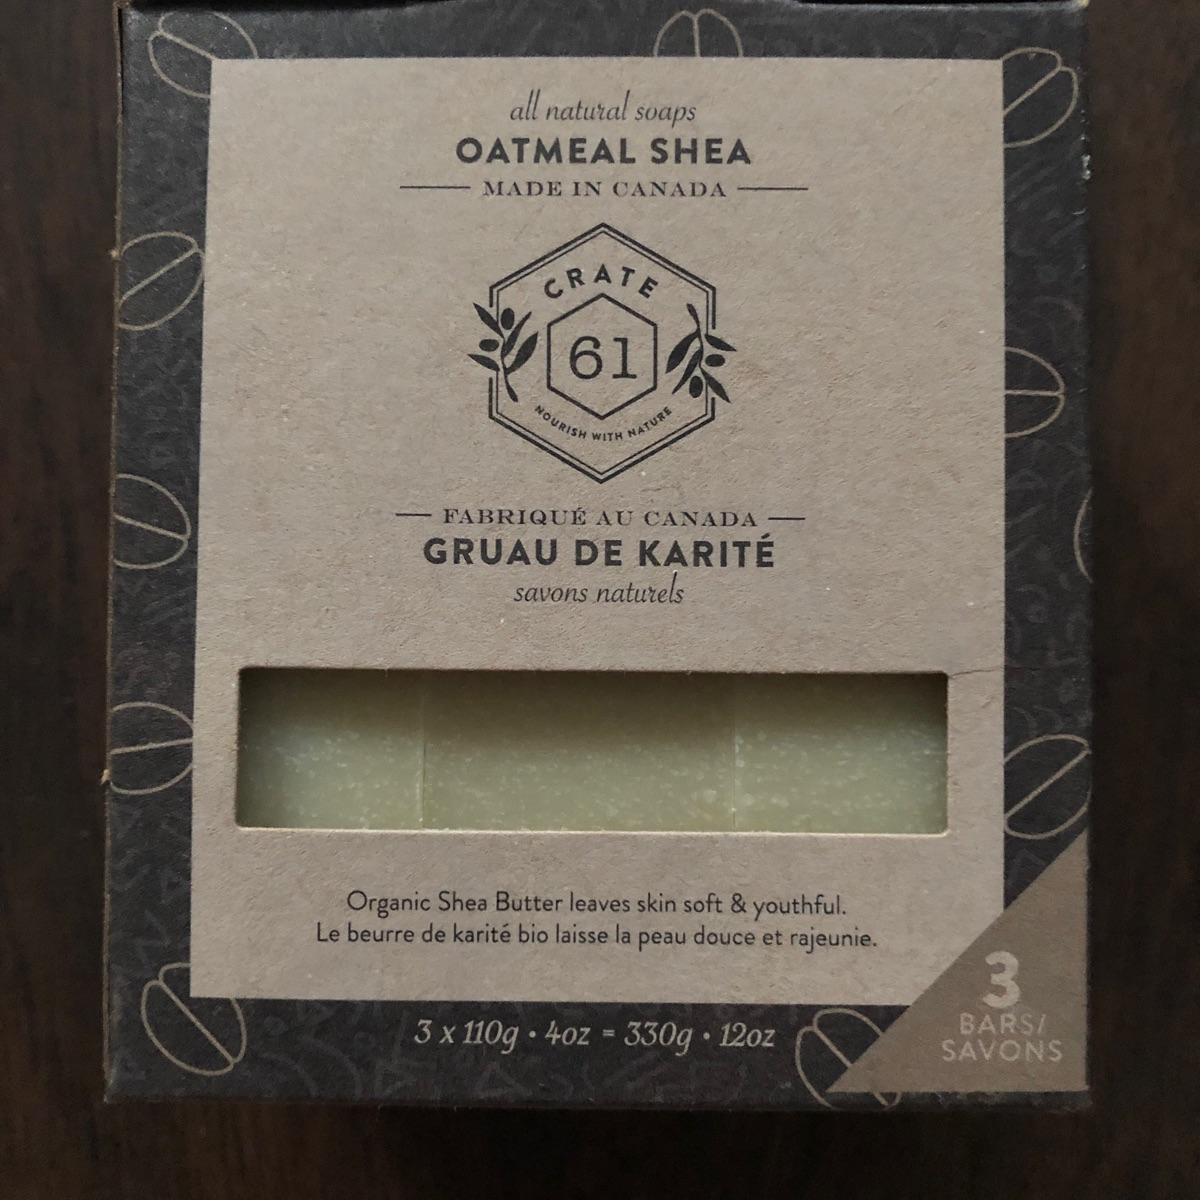 all natural soaps
OATMEAL SHEA
MADE IN CANADA
CRATE
61
NOURISH WITH NATURE
FABRIQUÉ AU CANADA
GRUAU DE KARITÉ
savons naturels
Organic Shea Butter leaves skin soft & youthful.
Le beurre de karité bio laisse la peau douce et rajeunie.
3 x 110g · 4oz = 330g · 12oz
3
BARS/
SAVONS